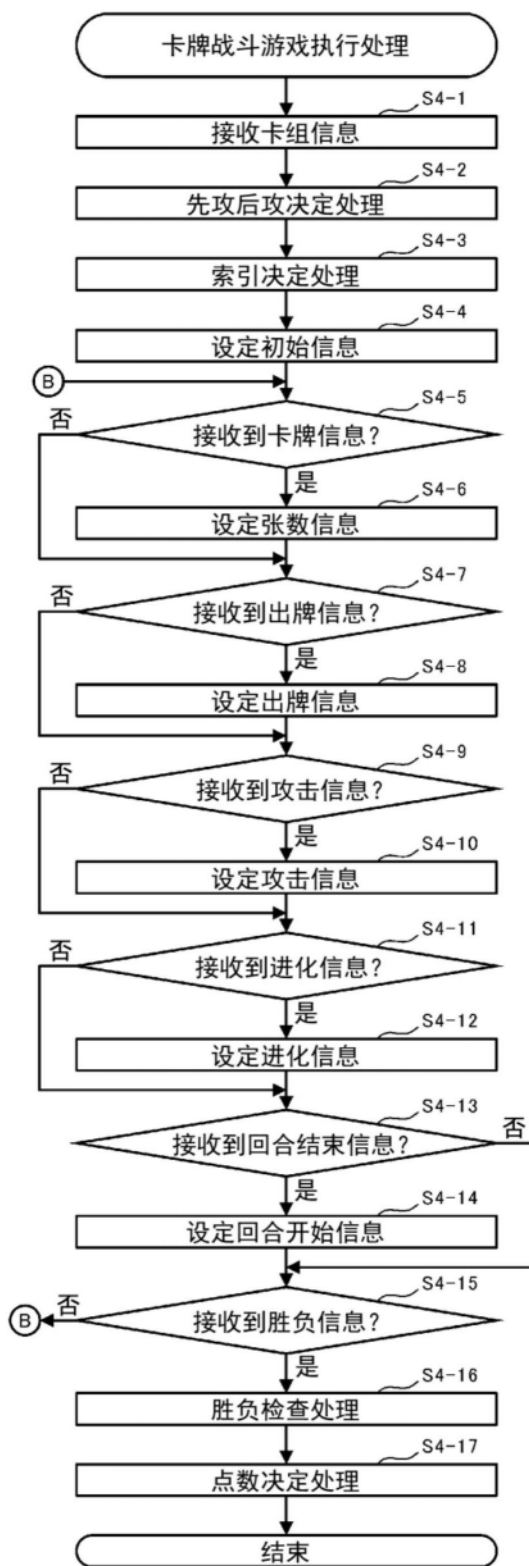 卡牌战斗游戏执行处理
S4-1
接收卡组信息
S4-2
先攻后攻决定处理
S4-3
索引决定处理
S4-4
设定初始信息
B
S4-5
否
接收到卡牌信息?
是
S4-6
设定张数信息
S4-7
否
接收到出牌信息?
是
S4-8
设定出牌信息
S4-9
否
接收到攻击信息?
是
S4-10
设定攻击信息
S4-11
否
接收到进化信息?
是
S4-12
设定进化信息
S4-13
接收到回合结束信息?
否
是
S4-14
设定回合开始信息
S4-15
B
否
接收到胜负信息?
是
S4-16
胜负检查处理
S4-17
点数决定处理
结束